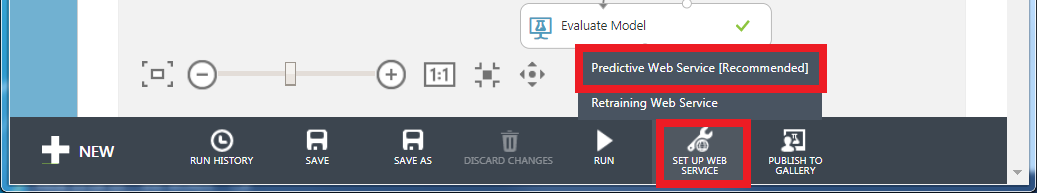 Evaluate Model
Predictive Web Service [Recommended]
1:1
Retraining Web Service
NEW
RUN HISTORY
SAVE
SAVE AS
DISCARD CHANGES
RUN
SET UP WEB
SERVICE
PUBLISH TO
GALLERY